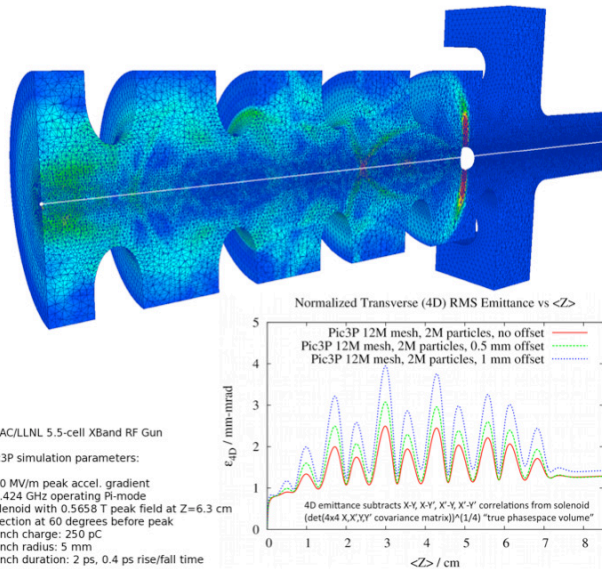 Normalized Transverse (4D) RMS Emittance vs <Z>
5
Pic3P 12M mesh, 2M particles, no offset
Pic3P 12M mesh, 2M particles, 0.5 mm offset
Pic3P 12M mesh, 2M particles, 1 mm offset
4
3
2
1
0
ε4D / mm-mrad
4D emittance subtracts X-Y, X-Y', X'-Y, X'-Y' correlations from solenoid
(det(4x4 X,X',Y,Y' covariance matrix))^(1/4) "true phasespace volume"
0 1 2 3 4 5 6 7 8
<Z> / cm
AC/LLNL 5.5-cell XBand RF Gun
3P simulation parameters:
0 MV/m peak accel. gradient
.424 GHz operating Pi-mode
lenoid with 0.5658 T peak field at Z=6.3 cm
ection at 60 degrees before peak
nch charge: 250 pC
nch radius: 5 mm
nch duration: 2 ps, 0.4 ps rise/fall time